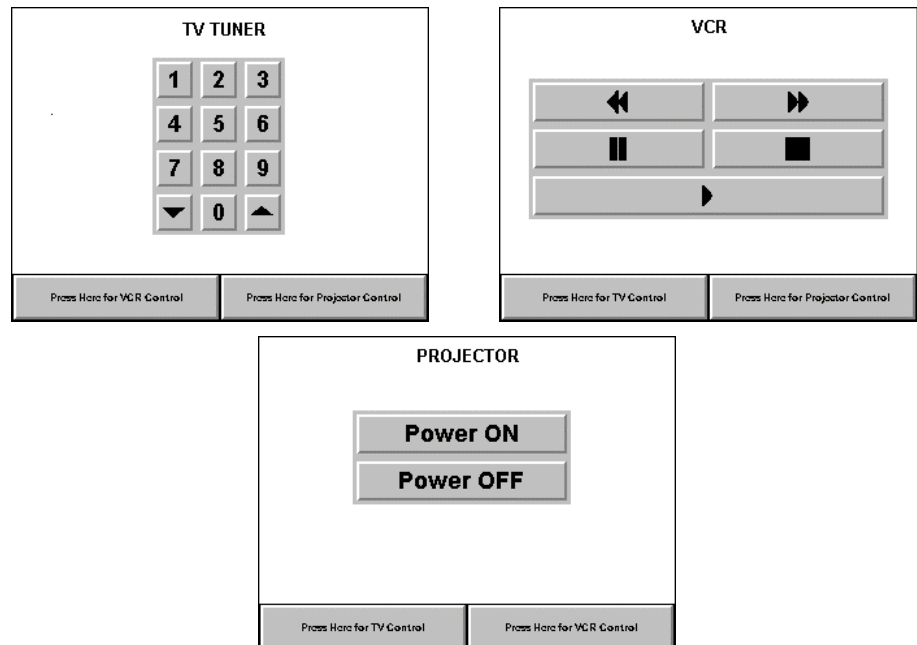 TV TUNER
1 2 3
4 5 6
7 8 9
0
Press Here for VCR Control Press Here for Projector Control
VCR
Press Here for TV Control Press Here for Projector Control
PROJECTOR
Power ON
Power OFF
Press Here for TV Control Press Here for VCR Control